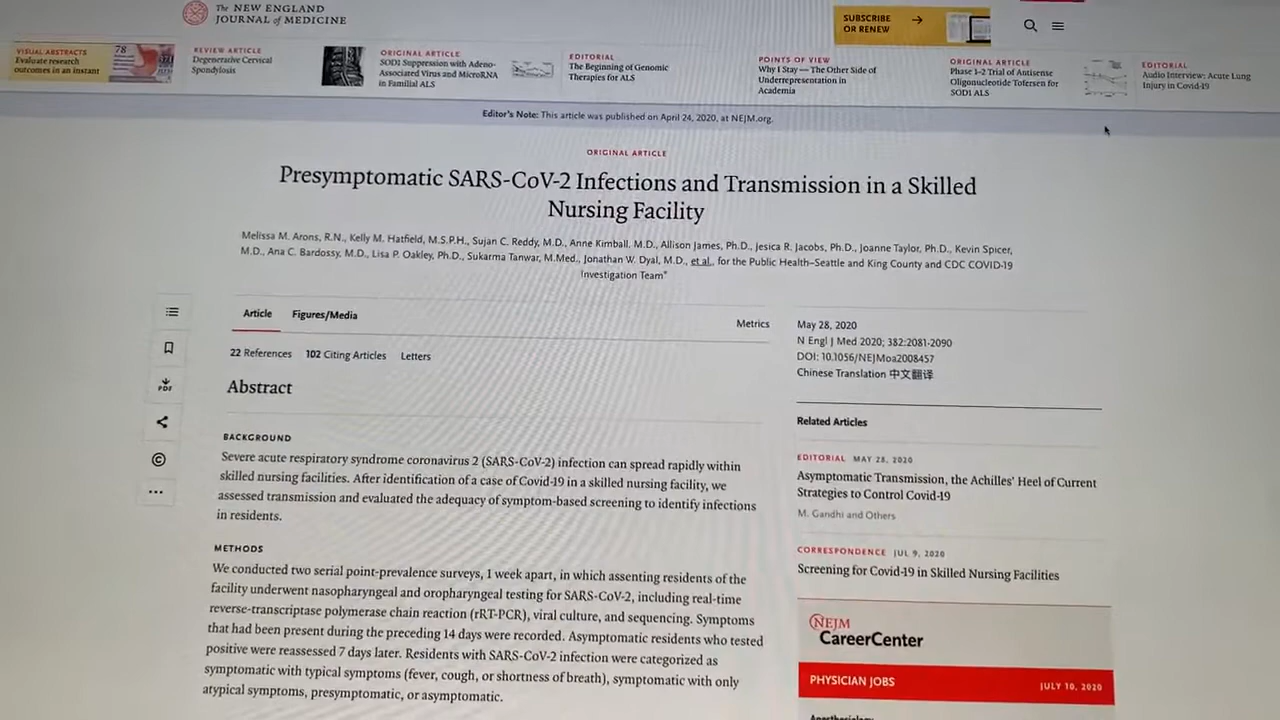 The NEW ENGLAND
JOURNAL of MEDICINE
SUBSCRIBE
OR RENEW
VISUAL ABSTRACTS
Evaluate research
outcomes in an instant
78
REVIEW ARTICLE
Degenerative Cervical
Spondylosis
ORIGINAL ARTICLE
SOD1 Suppression with Adeno-
Associated Virus and MicroRNA
in Familial ALS
EDITORIAL
The Beginning of Genomic
Therapies for ALS
POINTS OF VIEW
Why I Stay — The Other Side of
Underrepresentation in
Academia
ORIGINAL ARTICLE
Phase 1–2 Trial of Antisense
Oligonucleotide Tofersen for
SOD1 ALS
EDITORIAL
Audio Interview: Acute Lung
Injury in Covid-19
Editor's Note: This article was published on April 24, 2020, at NEJM.org.
ORIGINAL ARTICLE
Presymptomatic SARS-CoV-2 Infections and Transmission in a Skilled
Nursing Facility
Melissa M. Arons, R.N., Kelly M. Hatfield, M.S.P.H., Sujan C. Reddy, M.D., Anne Kimball, M.D., Allison James, Ph.D., Jesica R. Jacobs, Ph.D., Joanne Taylor, Ph.D., Kevin Spicer,
M.D., Ana C. Bardossy, M.D., Lisa P. Oakley, Ph.D., Sukarma Tanwar, M.Med., Jonathan W. Dyal, M.D., et al., for the Public Health–Seattle and King County and CDC COVID-19
Investigation Team*
Article Figures/Media
Metrics
22 References 102 Citing Articles Letters
Abstract
BACKGROUND
Severe acute respiratory syndrome coronavirus 2 (SARS-CoV-2) infection can spread rapidly within
skilled nursing facilities. After identification of a case of Covid-19 in a skilled nursing facility, we
assessed transmission and evaluated the adequacy of symptom-based screening to identify infections
in residents.
METHODS
We conducted two serial point-prevalence surveys, 1 week apart, in which assenting residents of the
facility underwent nasopharyngeal and oropharyngeal testing for SARS-CoV-2, including real-time
reverse-transcriptase polymerase chain reaction (rRT-PCR), viral culture, and sequencing. Symptoms
that had been present during the preceding 14 days were recorded. Asymptomatic residents who tested
positive were reassessed 7 days later. Residents with SARS-CoV-2 infection were categorized as
symptomatic with typical symptoms (fever, cough, or shortness of breath), symptomatic with only
atypical symptoms, presymptomatic, or asymptomatic.
PDF
May 28, 2020
N Engl J Med 2020; 382:2081-2090
DOI: 10.1056/NEJMoa2008457
Chinese Translation 中文翻译
Related Articles
EDITORIAL MAY 28, 2020
Asymptomatic Transmission, the Achilles' Heel of Current
Strategies to Control Covid-19
M. Gandhi and Others
CORRESPONDENCE JUL 9, 2020
Screening for Covid-19 in Skilled Nursing Facilities
NEJM
CareerCenter
PHYSICIAN JOBS
JULY 10, 2020